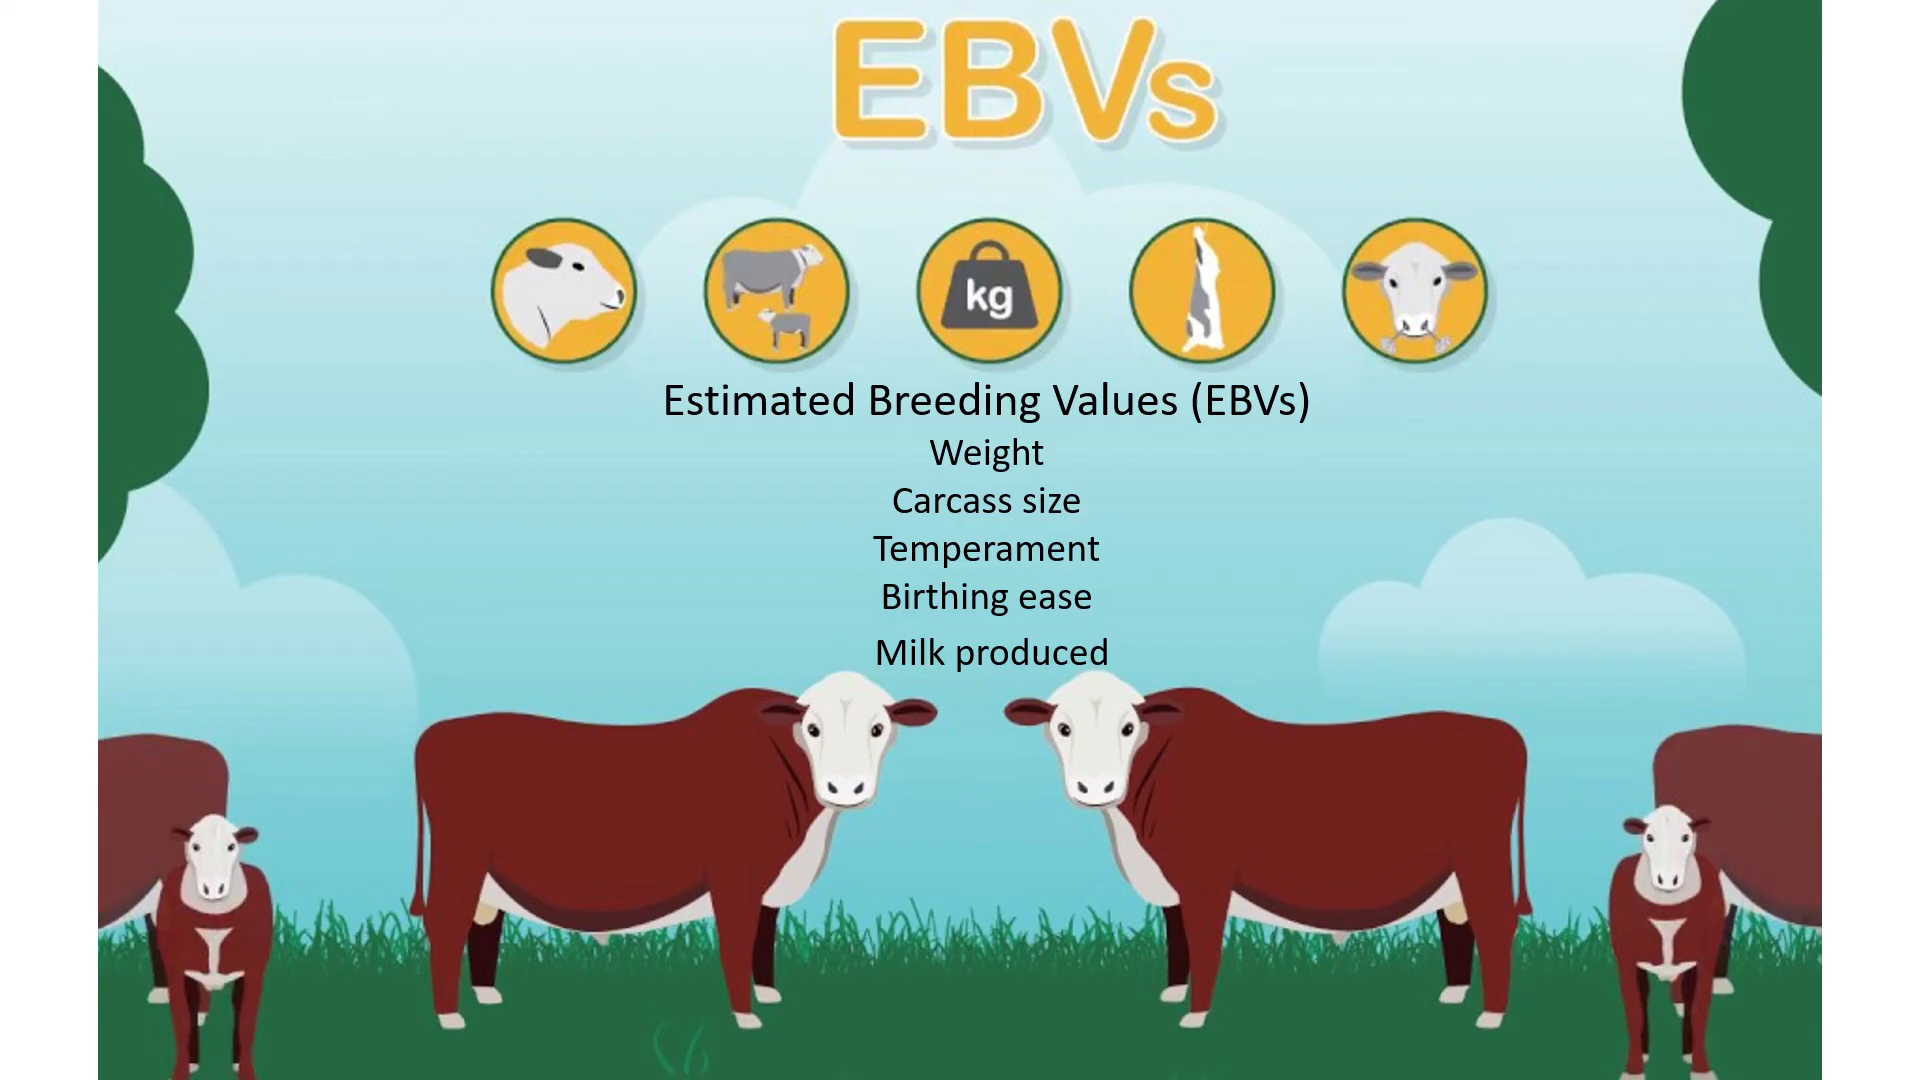 EBVs
kg
Estimated Breeding Values (EBVs)
Weight
Carcass size
Temperament
Birthing ease
Milk produced